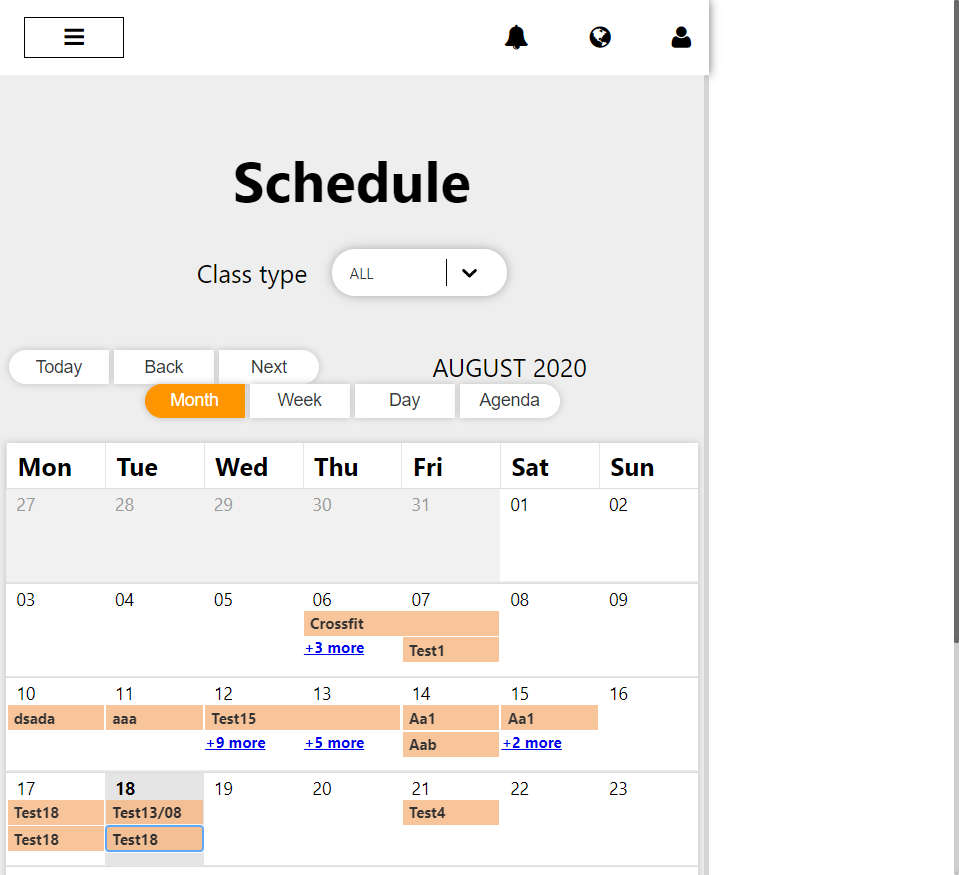 Schedule
Class type ALL
Today Back Next AUGUST 2020
Month Week Day Agenda
Mon Tue Wed Thu Fri Sat Sun
27 28 29 30 31 01 02
03 04 05 06 07 08 09
Crossfit
+3 more Test1
10 11 12 13 14 15 16
dsada aaa Test15 Aa1 Aa1
+9 more +5 more Aab +2 more
17 18 19 20 21 22 23
Test18 Test13/08 Test4
Test18 Test18